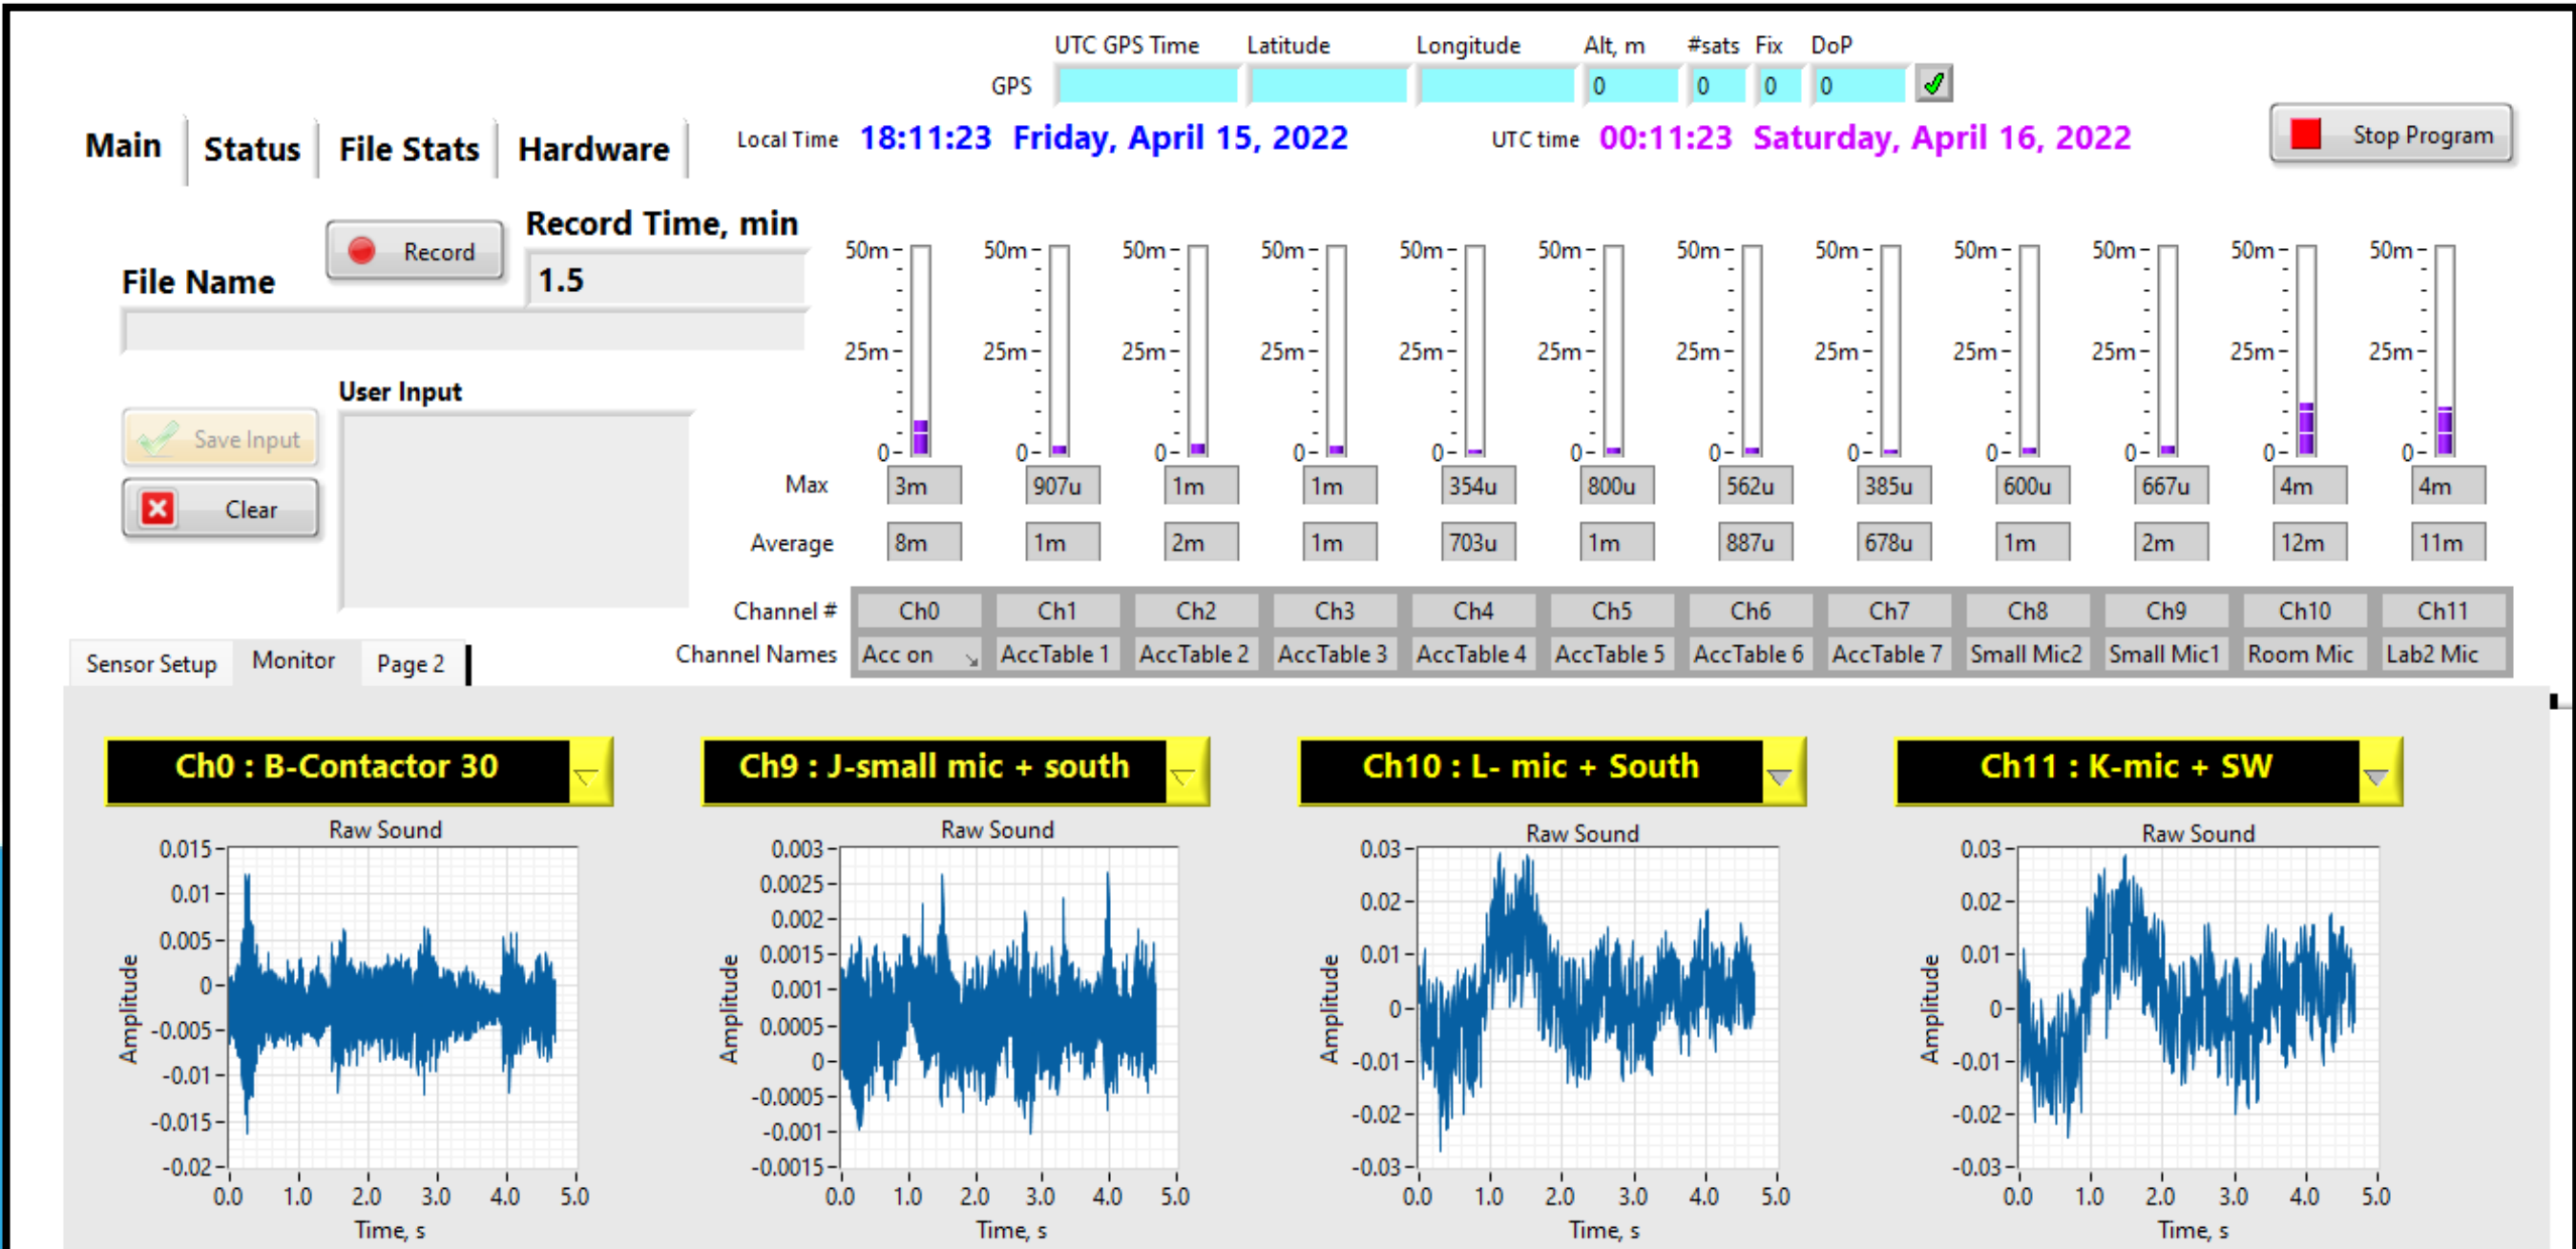 UTC GPS Time Latitude Longitude Alt, m #sats Fix DoP
GPS 0 0 0 0
Main Status File Stats Hardware
Local Time 18:11:23 Friday, April 15, 2022 UTC time 00:11:23 Saturday, April 16, 2022
Stop Program
Record
Record Time, min
1.5
File Name
User Input
Save Input
Clear
50m 50m 50m 50m 50m 50m 50m 50m 50m 50m 50m 50m
25m 25m 25m 25m 25m 25m 25m 25m 25m 25m 25m 25m
0 0 0 0 0 0 0 0 0 0 0 0
Max 3m 907u 1m 1m 354u 800u 562u 385u 600u 667u 4m 4m
Average 8m 1m 2m 1m 703u 1m 887u 678u 1m 2m 12m 11m
Channel # Ch0 Ch1 Ch2 Ch3 Ch4 Ch5 Ch6 Ch7 Ch8 Ch9 Ch10 Ch11
Channel Names Acc on AccTable 1 AccTable 2 AccTable 3 AccTable 4 AccTable 5 AccTable 6 AccTable 7 Small Mic2 Small Mic1 Room Mic Lab2 Mic
Sensor Setup Monitor Page 2
Ch0 : B-Contactor 30
Raw Sound
Amplitude
0.015
0.01
0.005
0
-0.005
-0.01
-0.015
-0.02
0.0 1.0 2.0 3.0 4.0 5.0
Time, s
Ch9 : J-small mic + south
Raw Sound
Amplitude
0.003
0.0025
0.002
0.0015
0.001
0.0005
0
-0.0005
-0.001
-0.0015
0.0 1.0 2.0 3.0 4.0 5.0
Time, s
Ch10 : L- mic + South
Raw Sound
Amplitude
0.03
0.02
0.01
0
-0.01
-0.02
-0.03
0.0 1.0 2.0 3.0 4.0 5.0
Time, s
Ch11 : K-mic + SW
Raw Sound
Amplitude
0.03
0.02
0.01
0
-0.01
-0.02
-0.03
0.0 1.0 2.0 3.0 4.0 5.0
Time, s